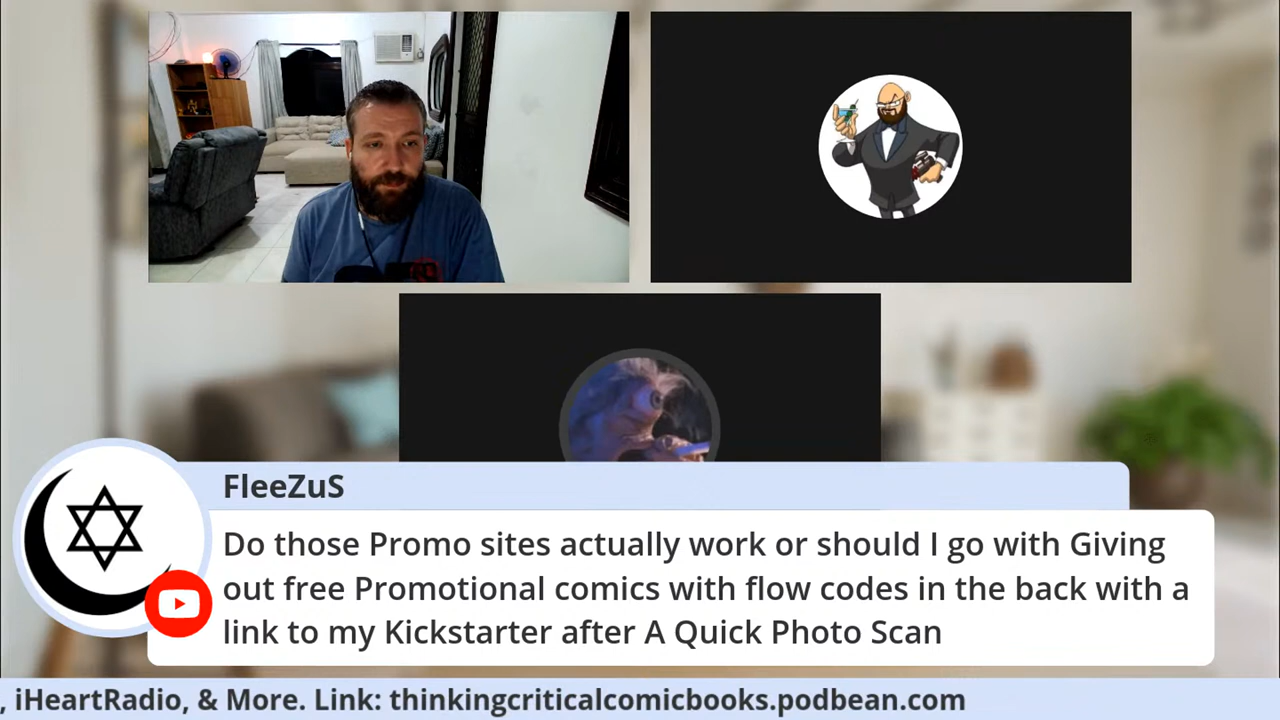 FleeZuS
Do those Promo sites actually work or should I go with Giving
out free Promotional comics with flow codes in the back with a
link to my Kickstarter after A Quick Photo Scan
, iHeartRadio, & More. Link: thinkingcriticalcomicbooks.podbean.com